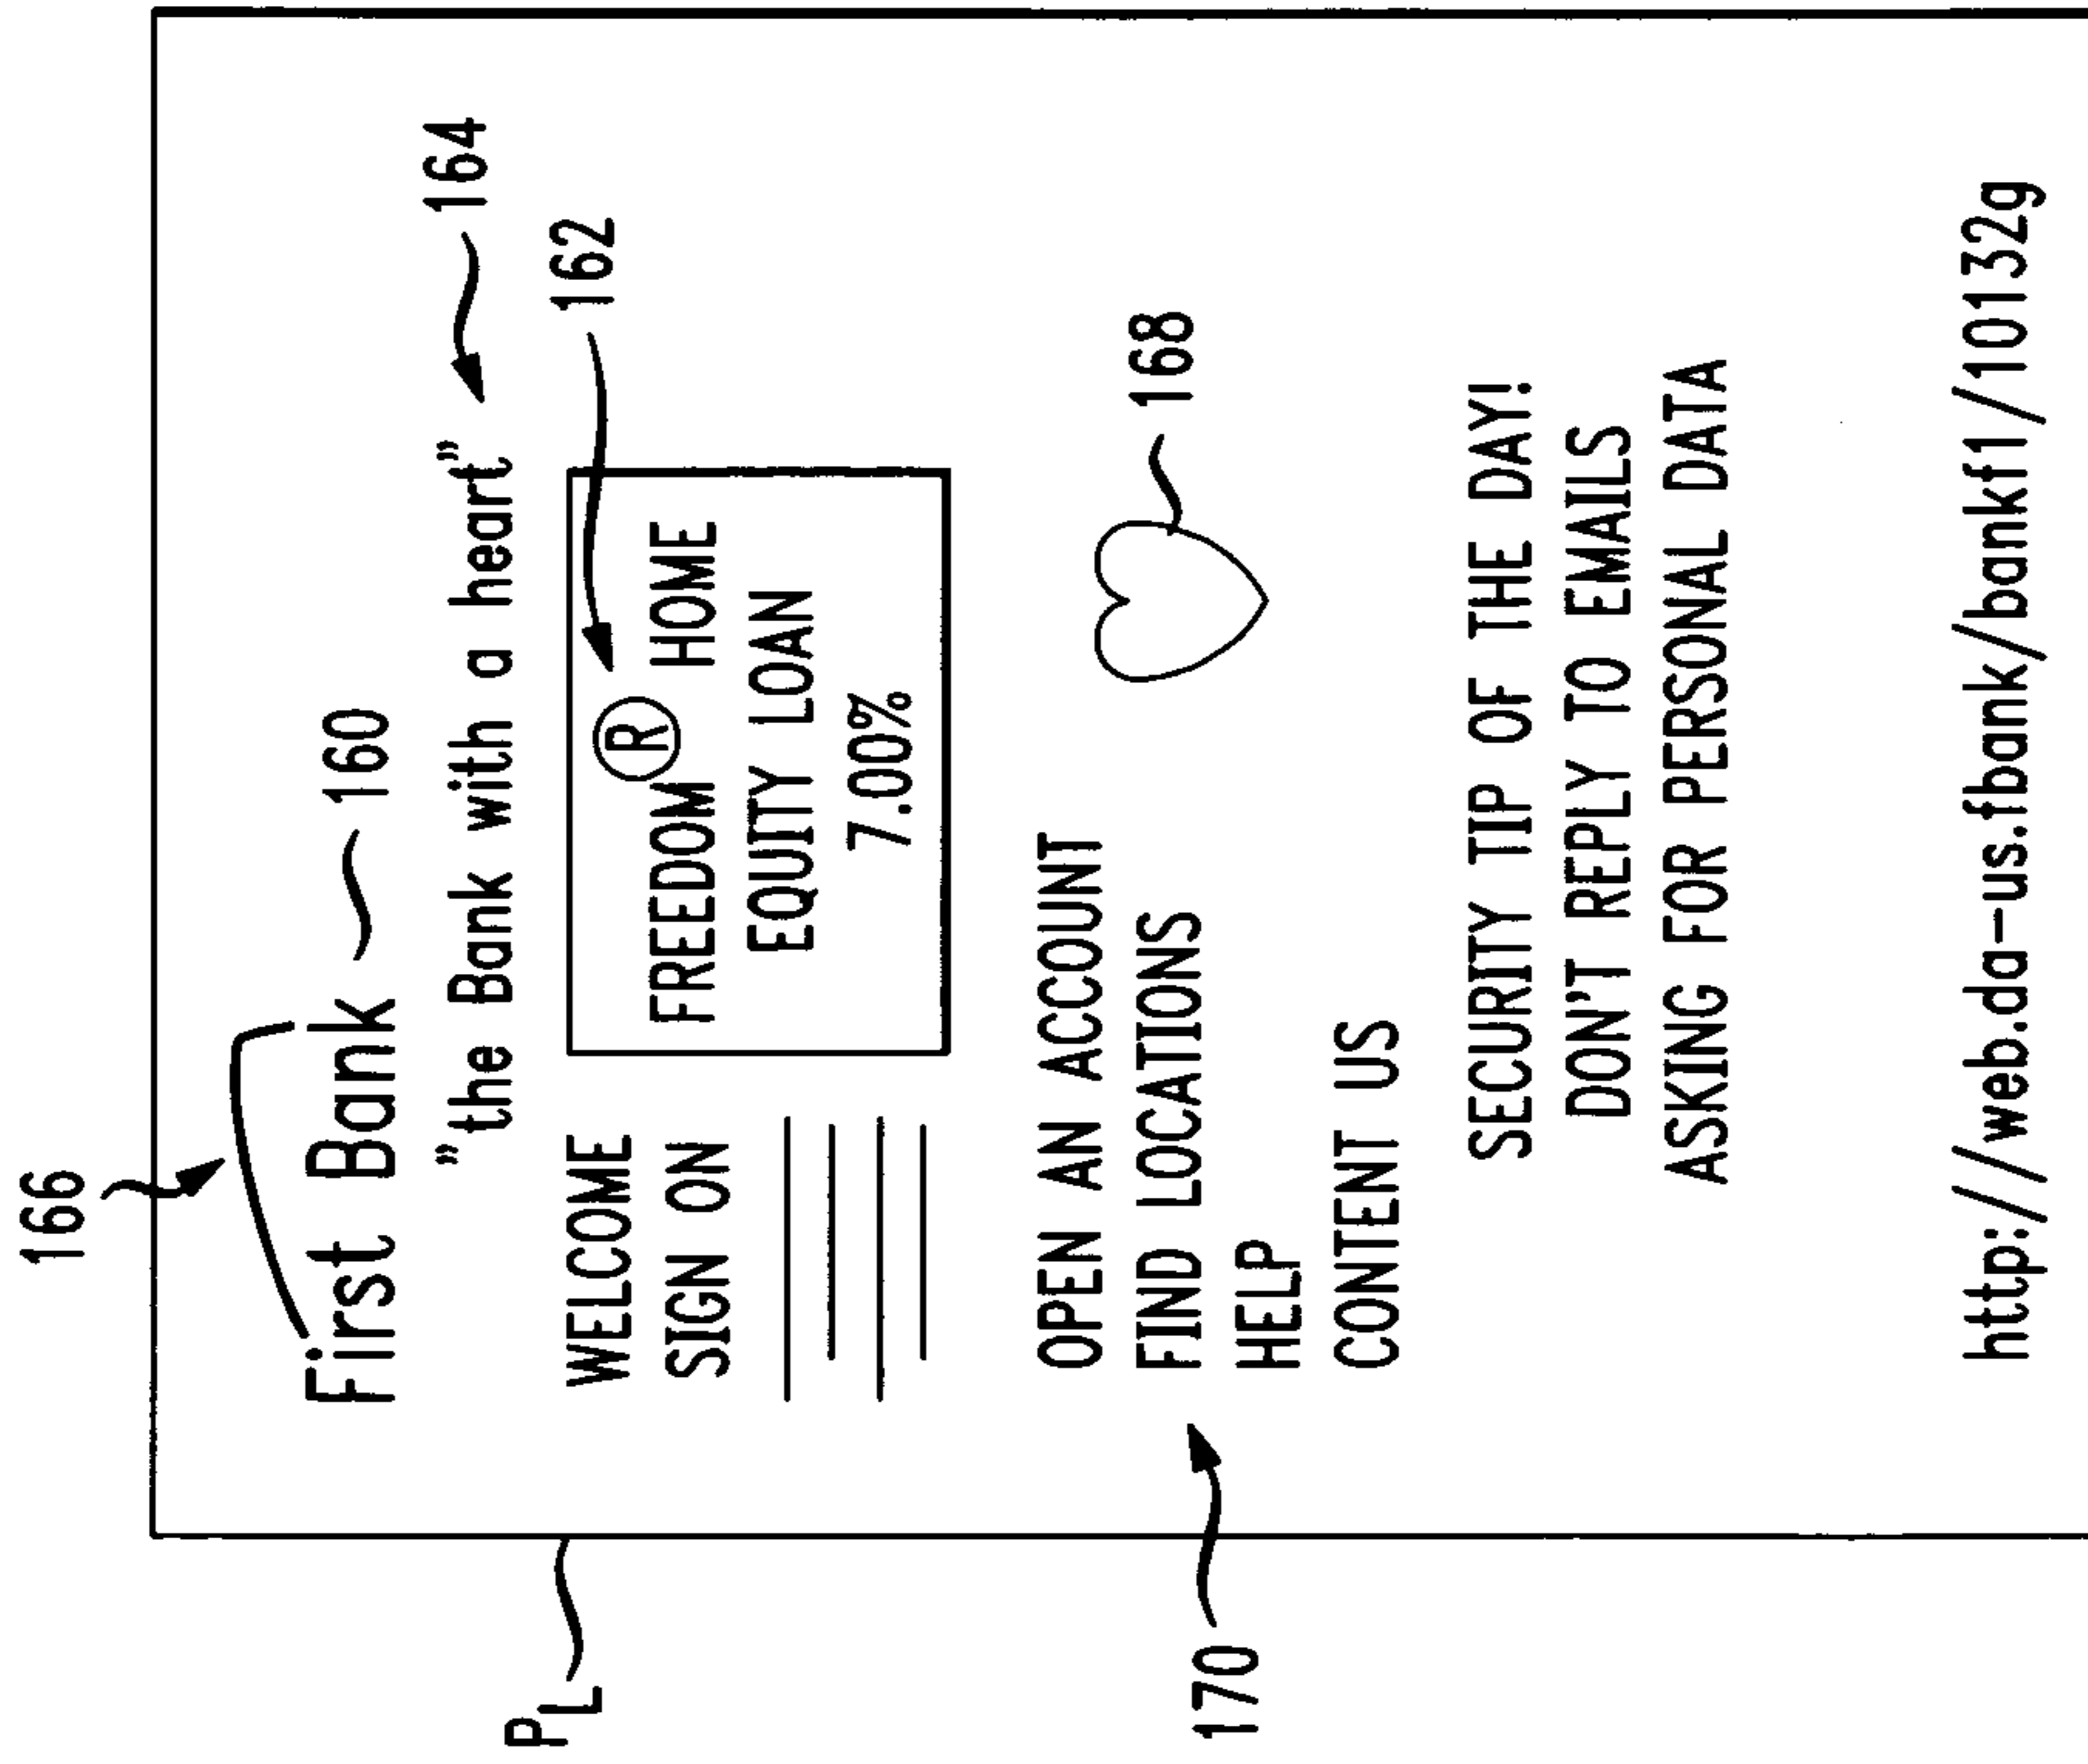 166
First Bank 160
"the Bank with a heart" 164
162
P_L
WELCOME
SIGN ON
FREEDOM ® HOME
EQUITY LOAN
7.00%
170
OPEN AN ACCOUNT
FIND LOCATIONS
HELP
CONTENT US
168
SECURITY TIP OF THE DAY!
DON'T REPLY TO EMAILS
ASKING FOR PERSONAL DATA
http://web.da-us.fbank/bankf1/10132g